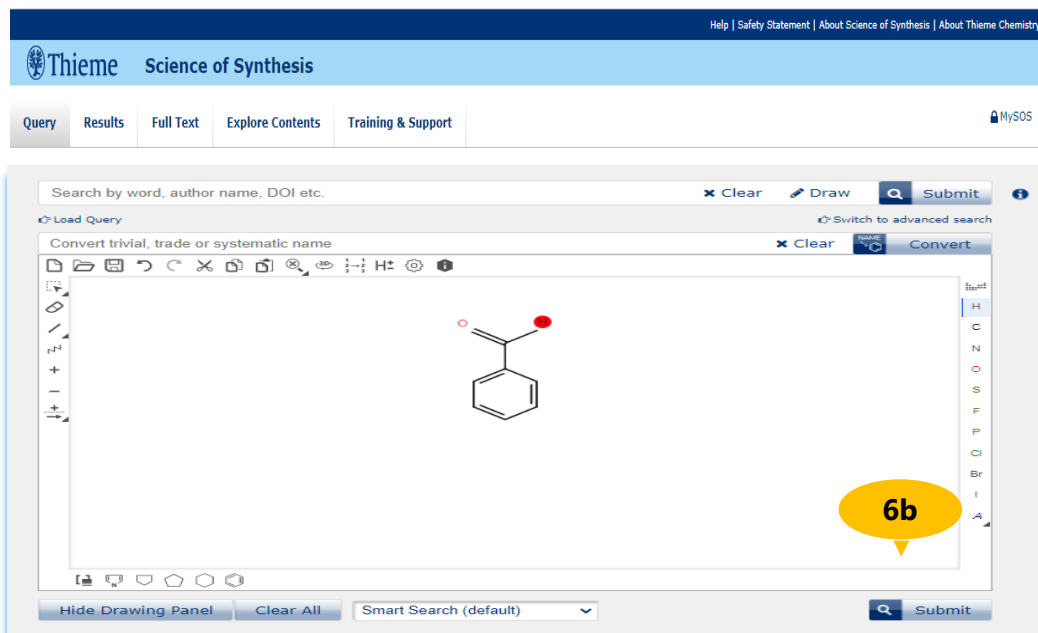 Help | Safety Statement | About Science of Synthesis | About Thieme Chemistry
Thieme Science of Synthesis
Query Results Full Text Explore Contents Training & Support MySOS
Search by word, author name, DOI etc. Clear Draw Submit
Load Query Switch to advanced search
Convert trivial, trade or systematic name Clear NAME Convert
3D H±
H
C
O H
N
O
S
F
P
Cl
Br
I
6b
A
N
Hide Drawing Panel Clear All Smart Search (default) Submit